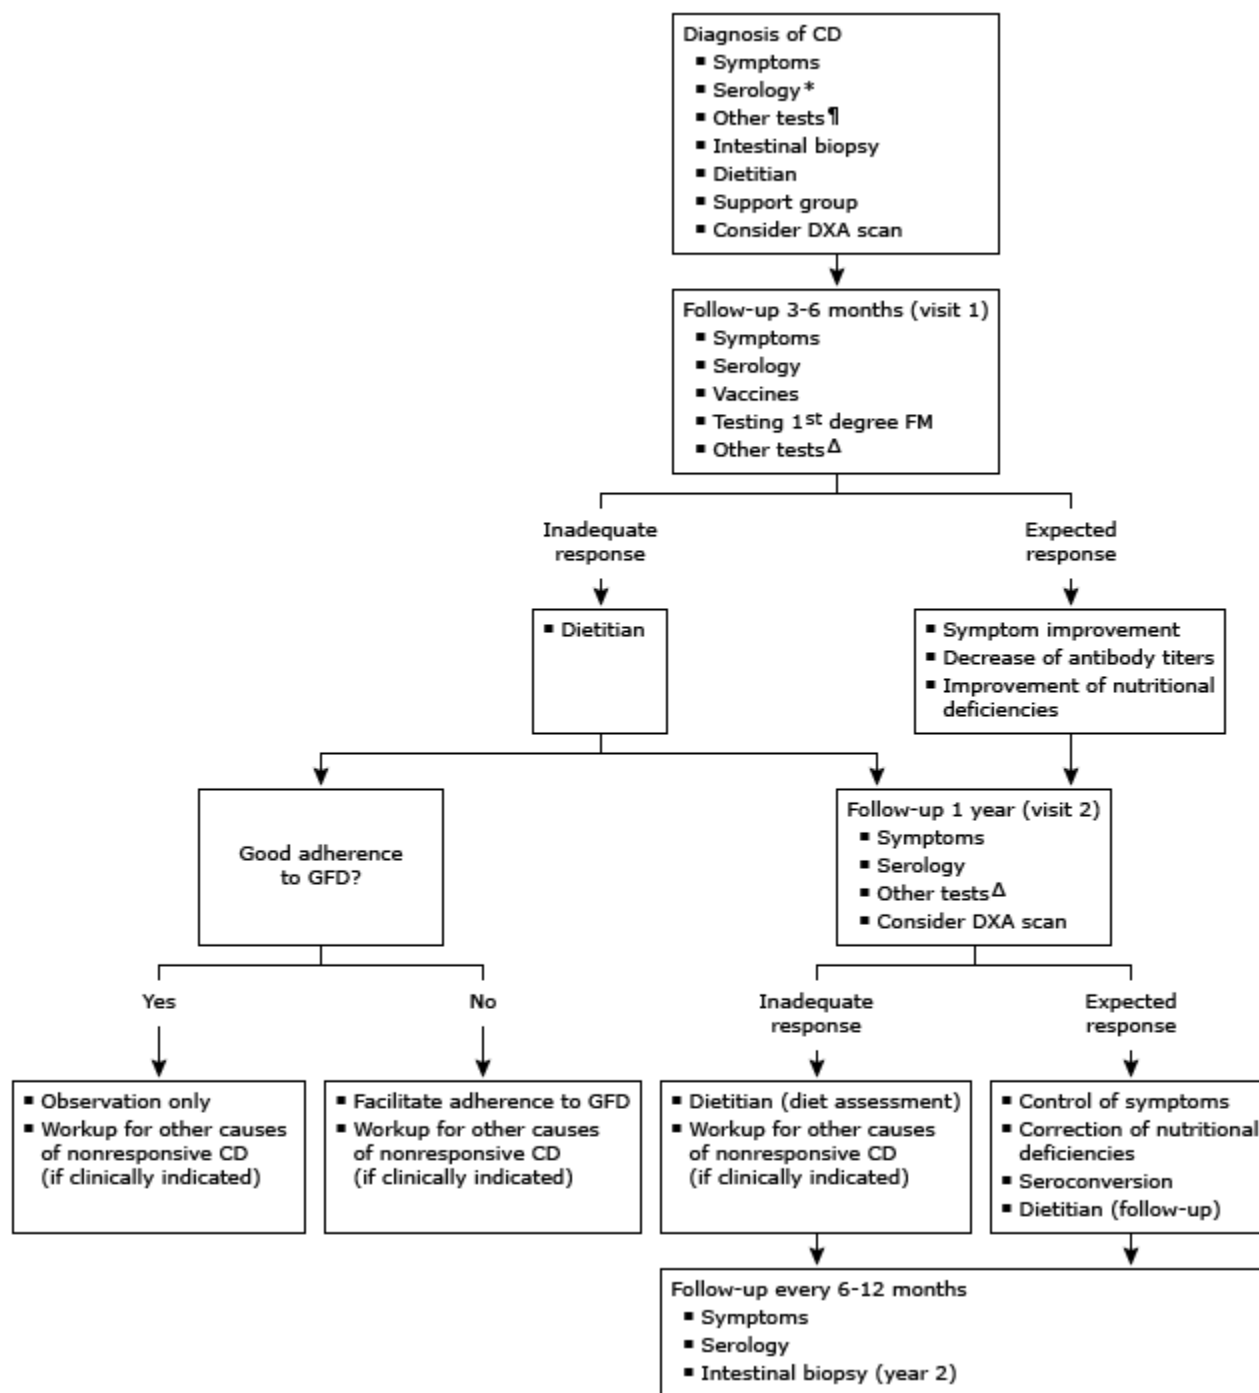 Diagnosis of CD
▪ Symptoms
▪ Serology*
▪ Other tests¶
▪ Intestinal biopsy
▪ Dietitian
▪ Support group
▪ Consider DXA scan
Follow-up 3-6 months (visit 1)
▪ Symptoms
▪ Serology
▪ Vaccines
▪ Testing 1st degree FM
▪ Other testsΔ
Inadequate
response
Expected
response
▪ Dietitian
▪ Symptom improvement
▪ Decrease of antibody titers
▪ Improvement of nutritional
deficiencies
Good adherence
to GFD?
Follow-up 1 year (visit 2)
▪ Symptoms
▪ Serology
▪ Other testsΔ
▪ Consider DXA scan
Yes
No
Inadequate
response
Expected
response
▪ Observation only
▪ Workup for other causes
of nonresponsive CD
(if clinically indicated)
▪ Facilitate adherence to GFD
▪ Workup for other causes
of nonresponsive CD
(if clinically indicated)
▪ Dietitian (diet assessment)
▪ Workup for other causes
of nonresponsive CD
(if clinically indicated)
▪ Control of symptoms
▪ Correction of nutritional
deficiencies
▪ Seroconversion
▪ Dietitian (follow-up)
Follow-up every 6-12 months
▪ Symptoms
▪ Serology
▪ Intestinal biopsy (year 2)